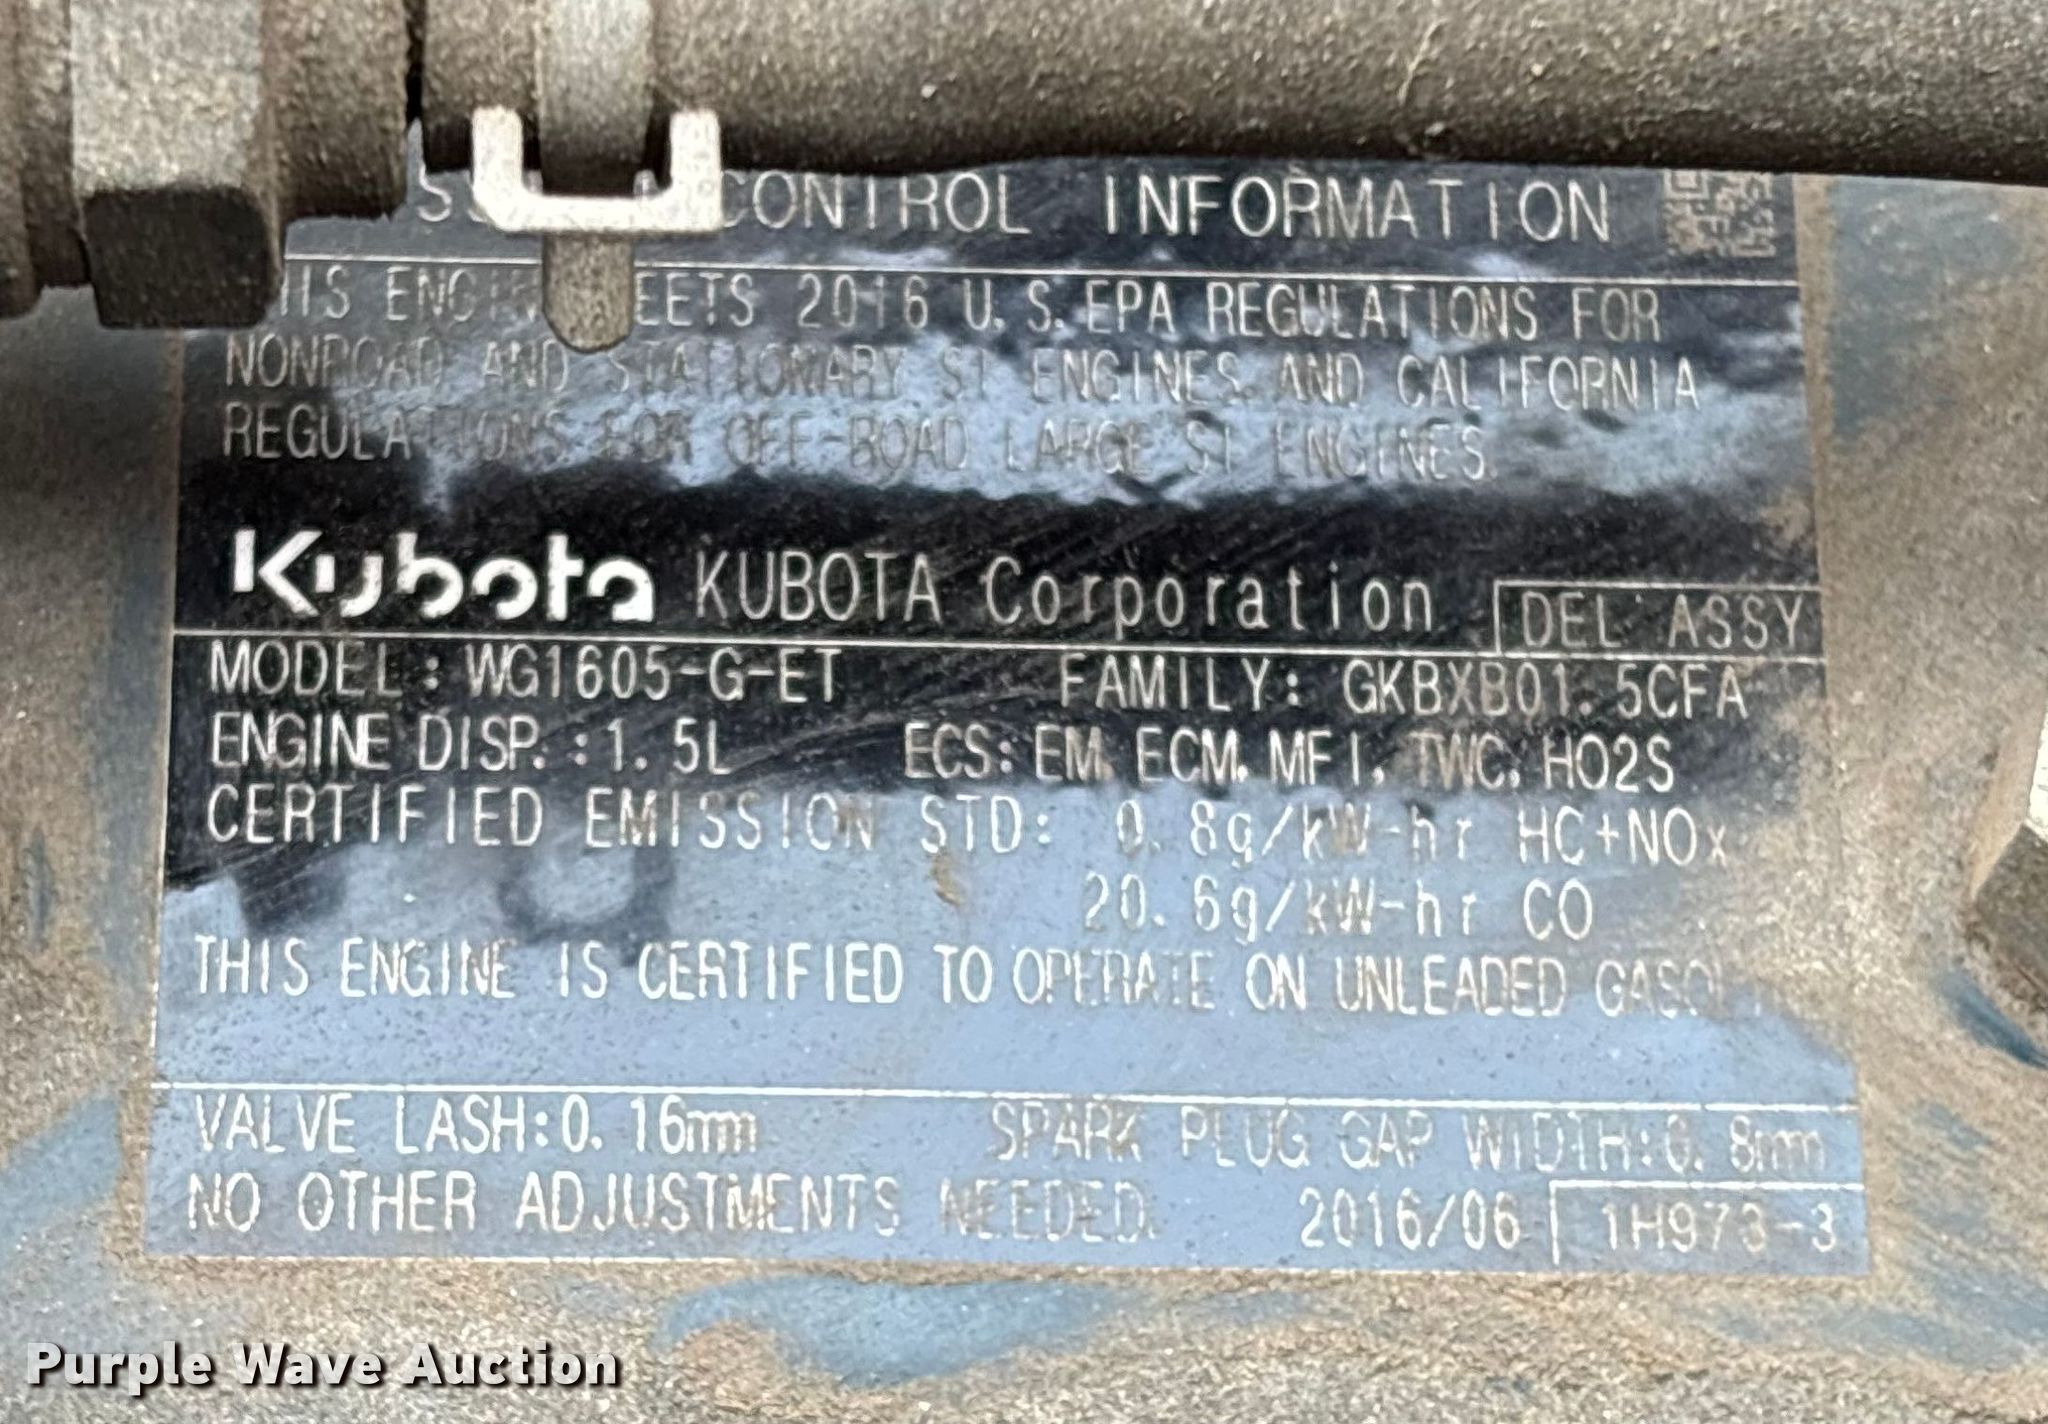 CONTROL INFORMATION
2016 U.S. EPA REGULATIONS FOR
NONROAD AND STATIONARY SI ENGINES AND CALIFORNIA
REGULATIONS FOR OFF-ROAD LARGE SI ENGINES.
Kubota KUBOTA Corporation DEL ASSY
MODEL: WG1605-G-ET FAMILY: GKBXB01.5CFA
ENGINE DISP.:1.5L ECS: EM, ECM, MFI, TWC, HO2S
CERTIFIED EMISSION STD: 0.8g/kW-hr HC+NOx
20.6g/kW-hr CO
THIS ENGINE IS CERTIFIED TO OPERATE ON UNLEADED
VALVE LASH:0.16mm SPARK PLUG GAP WIDTH:0.8mm
NO OTHER ADJUSTMENTS NEEDED. 2016/06 1H973-3
Purple Wave Auction